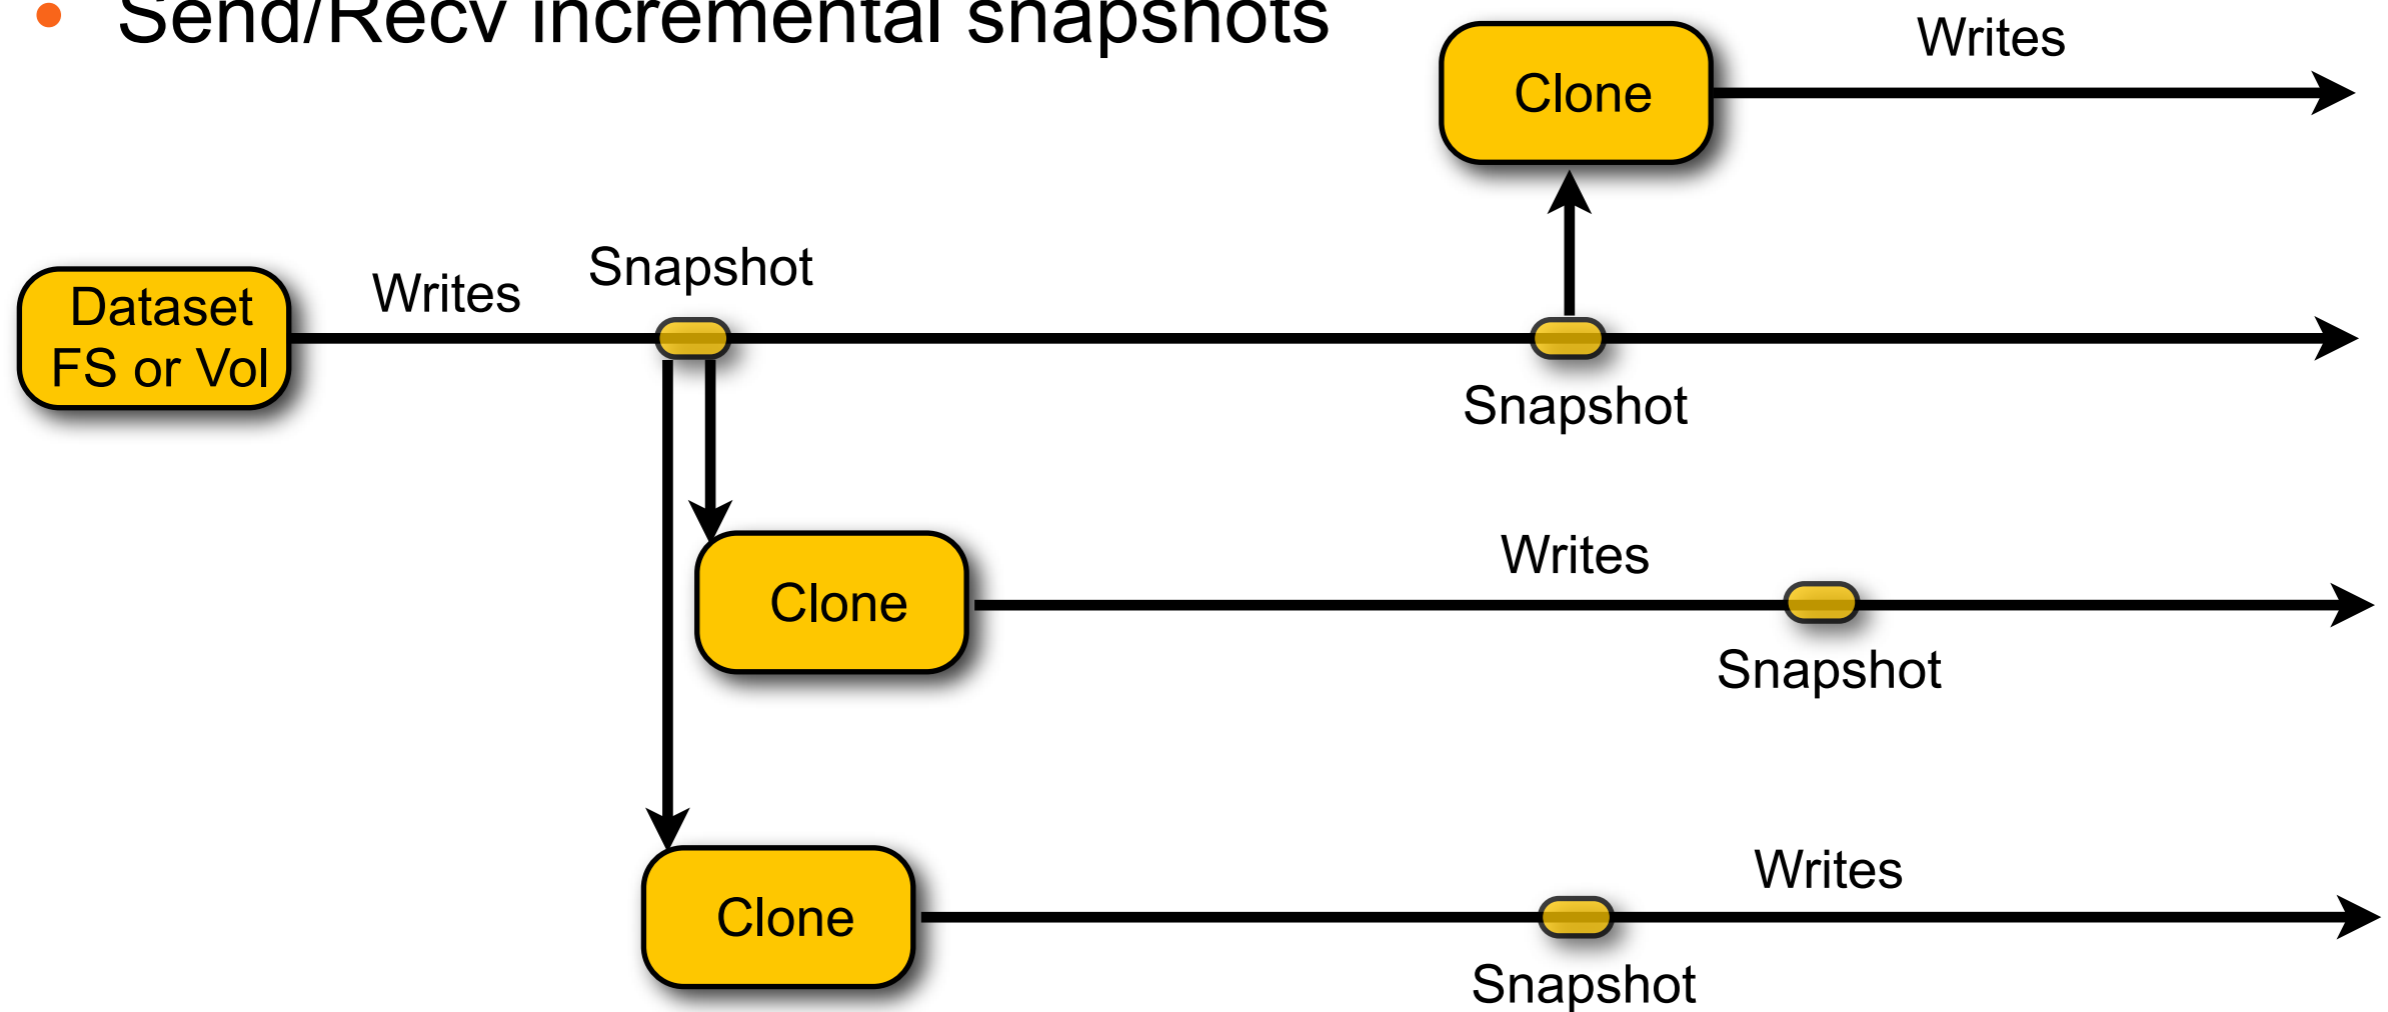 • Send/Recv incremental snapshots
Writes
Clone
Snapshot
Writes
Dataset
FS or Vol
Snapshot
Writes
Clone
Snapshot
Writes
Clone
Snapshot